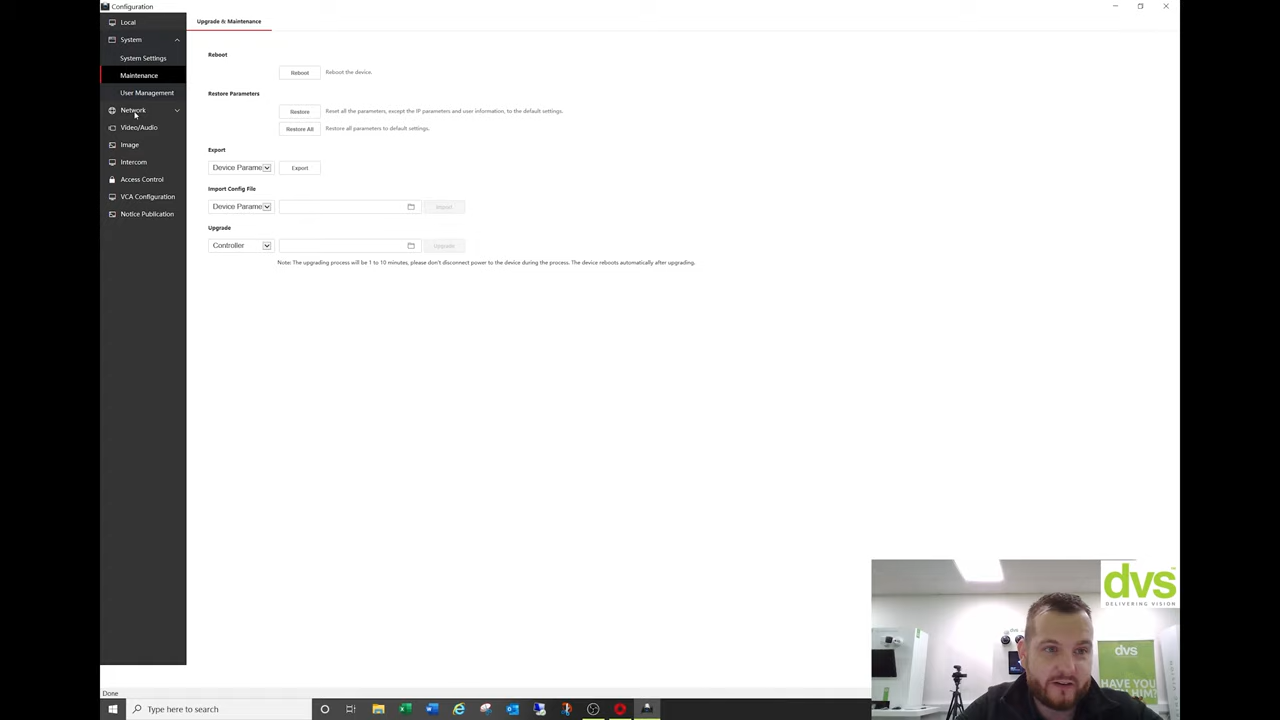 Configuration
Local
System
System Settings
Maintenance
User Management
Network
Video/Audio
Image
Intercom
Access Control
VCA Configuration
Notice Publication
Upgrade & Maintenance
Reboot
Reboot Reboot the device.
Restore Parameters
Restore Reset all the parameters, except the IP parameters and user information, to the default settings.
Restore All Restore all parameters to default settings.
Export
Device Parame Export
Import Config File
Device Parame Import
Upgrade
Controller Upgrade
Note: The upgrading process will be 1 to 10 minutes, please don't disconnect power to the device during the process. The device reboots automatically after upgrading.
dvs
DELIVERING VISION
dvs
HAVE YOU
HIM?
Done
Type here to search